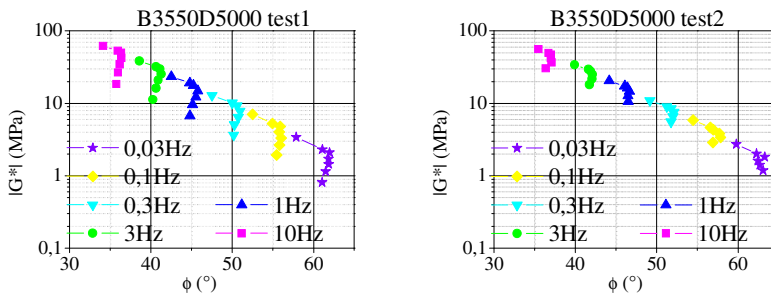 B3550D5000 test1
100
10
1
0,1
|G*| (MPa)
0,03Hz
0,1Hz
0,3Hz
1Hz
3Hz
10Hz
30 40 50 60
ϕ (°)
B3550D5000 test2
100
10
1
0,1
|G*| (MPa)
0,03Hz
0,1Hz
0,3Hz
1Hz
3Hz
10Hz
30 40 50 60
ϕ (°)